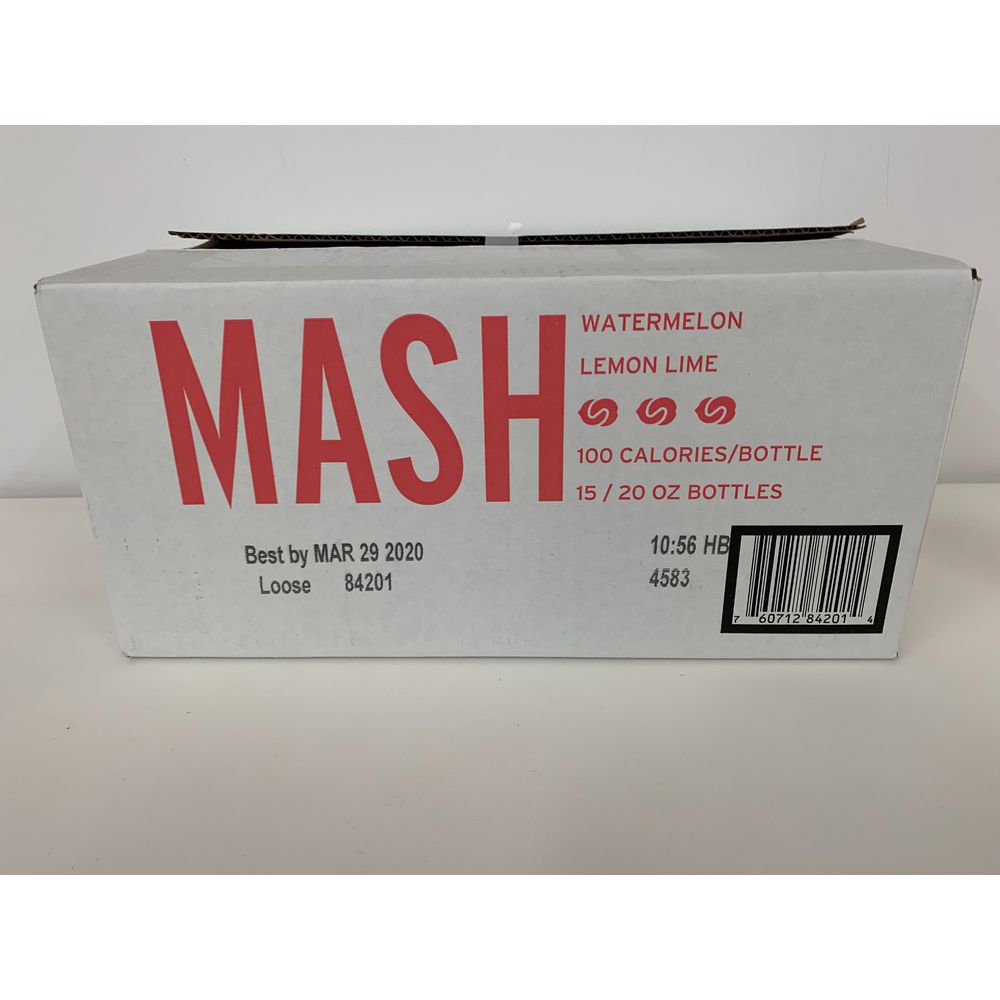 MASH
WATERMELON
LEMON LIME
100 CALORIES/BOTTLE
15 / 20 OZ BOTTLES
Best by MAR 29 2020
Loose 84201
10:56 HB
4583
7 60712 84201 4